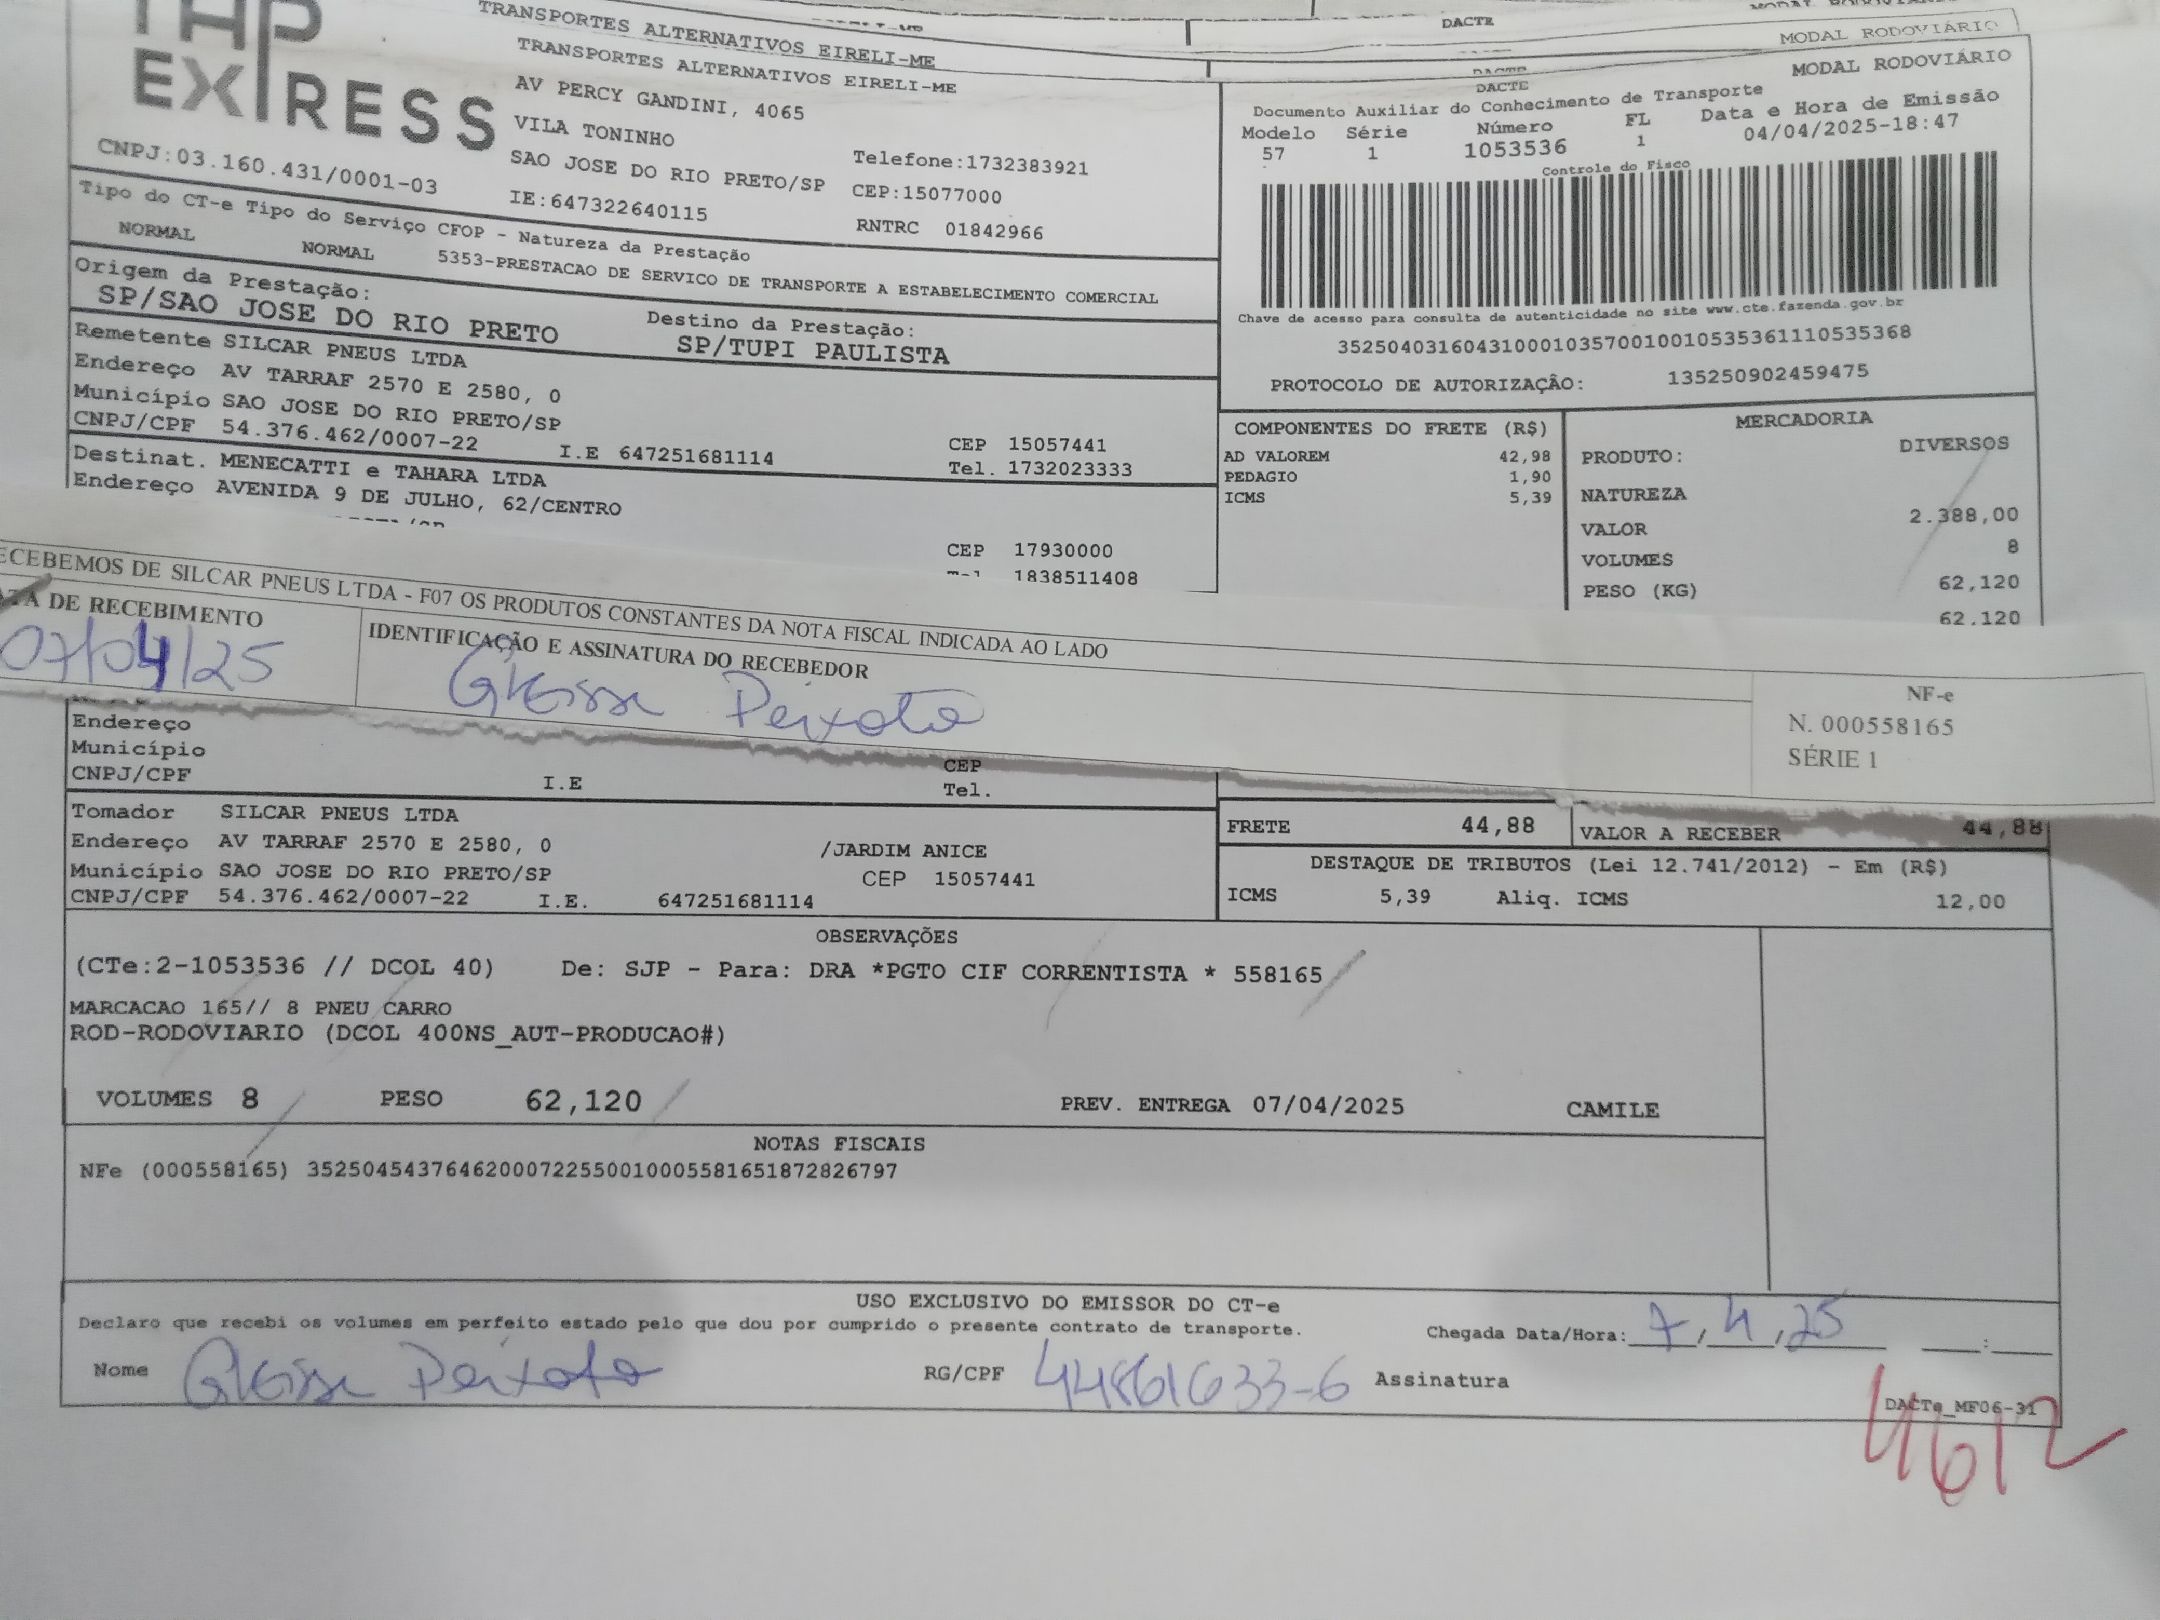 EXPRESS
CNPJ:03.160.431/0001-03
TRANSPORTES ALTERNATIVOS EIRELI-ME
TRANSPORTES ALTERNATIVOS EIRELI-ME
AV PERCY GANDINI, 4065
VILA TONINHO
SAO JOSE DO RIO PRETO/SP
IE:647322640115
Telefone:1732383921
CEP:15077000
RNTRC 01842966
DACTE
MODAL RODOVIÁRIO
MODAL RODOVIÁRIO
DACTE
Documento Auxiliar do Conhecimento de Transporte
Modelo Série Número FL Data e Hora de Emissão
57 1 1053536 1 04/04/2025-18:47
Controle do Fisco
Chave de acesso para consulta de autenticidade no site www.cte.fazenda.gov.br
35250403160431000103570010010535361110535368
PROTOCOLO DE AUTORIZAÇÃO: 135250902459475
Tipo do CT-e Tipo do Serviço CFOP - Natureza da Prestação
NORMAL NORMAL 5353-PRESTACAO DE SERVICO DE TRANSPORTE A ESTABELECIMENTO COMERCIAL
Origem da Prestação:
SP/SAO JOSE DO RIO PRETO
Destino da Prestação:
SP/TUPI PAULISTA
Remetente SILCAR PNEUS LTDA
Endereço AV TARRAF 2570 E 2580, 0
Município SAO JOSE DO RIO PRETO/SP
CEP 15057441
CNPJ/CPF 54.376.462/0007-22 I.E 647251681114
Tel. 1732023333
Destinat. MENECATTI e TAHARA LTDA
Endereço AVENIDA 9 DE JULHO, 62/CENTRO
CEP 17930000
1838511408
COMPONENTES DO FRETE (R$)
AD VALOREM 42,98
PEDAGIO 1,90
ICMS 5,39
MERCADORIA
PRODUTO: DIVERSOS
NATUREZA
VALOR 2.388,00
VOLUMES 8
PESO (KG) 62,120
62.120
ECEBEMOS DE SILCAR PNEUS LTDA - F07 OS PRODUTOS CONSTANTES DA NOTA FISCAL INDICADA AO LADO
ATA DE RECEBIMENTO
07/04/25
IDENTIFICAÇÃO E ASSINATURA DO RECEBEDOR
Peixoto
NF-e
N. 000558165
SÉRIE 1
Endereço
Município
CNPJ/CPF I.E
CEP
Tel.
Tomador SILCAR PNEUS LTDA
Endereço AV TARRAF 2570 E 2580, 0 /JARDIM ANICE
Município SAO JOSE DO RIO PRETO/SP CEP 15057441
CNPJ/CPF 54.376.462/0007-22 I.E. 647251681114
FRETE 44,88 VALOR A RECEBER 44,88
DESTAQUE DE TRIBUTOS (Lei 12.741/2012) - Em (R$)
ICMS 5,39 Aliq. ICMS 12,00
OBSERVAÇÕES
(CTe:2-1053536 // DCOL 40) De: SJP - Para: DRA *PGTO CIF CORRENTISTA * 558165
MARCACAO 165// 8 PNEU CARRO
ROD-RODOVIARIO (DCOL 400NS_AUT-PRODUCAO#)
VOLUMES 8 PESO 62,120 PREV. ENTREGA 07/04/2025 CAMILE
NOTAS FISCAIS
NFe (000558165) 35250454376462000722550010005581651872826797
USO EXCLUSIVO DO EMISSOR DO CT-e
Declaro que recebi os volumes em perfeito estado pelo que dou por cumprido o presente contrato de transporte.
Chegada Data/Hora: 7/4/25 :
Nome Peixoto RG/CPF 44861633-6 Assinatura
DACTe_MF06-31
4612